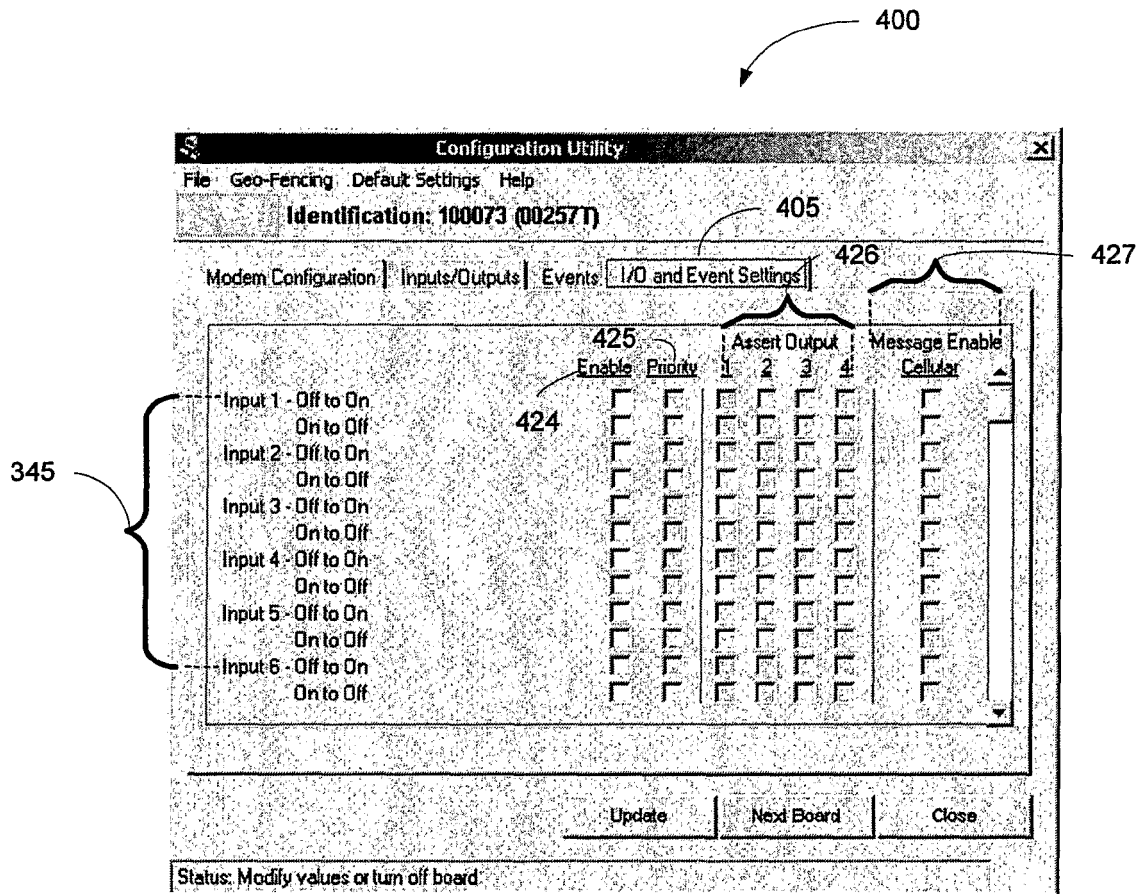 400
Configuration Utility
File Geo-Fencing Default Settings Help
Identification: 100073 (00257T)
405
426
427
Modem Configuration Inputs/Outputs Events I/O and Event Settings
425
Assert Output Message Enable
Enable Priority 1 2 3 4 Cellular
424
345
Input 1 - Off to On
On to Off
Input 2 - Off to On
On to Off
Input 3 - Off to On
On to Off
Input 4 - Off to On
On to Off
Input 5 - Off to On
On to Off
Input 6 - Off to On
On to Off
Update Next Board Close
Status: Modify values or turn off board